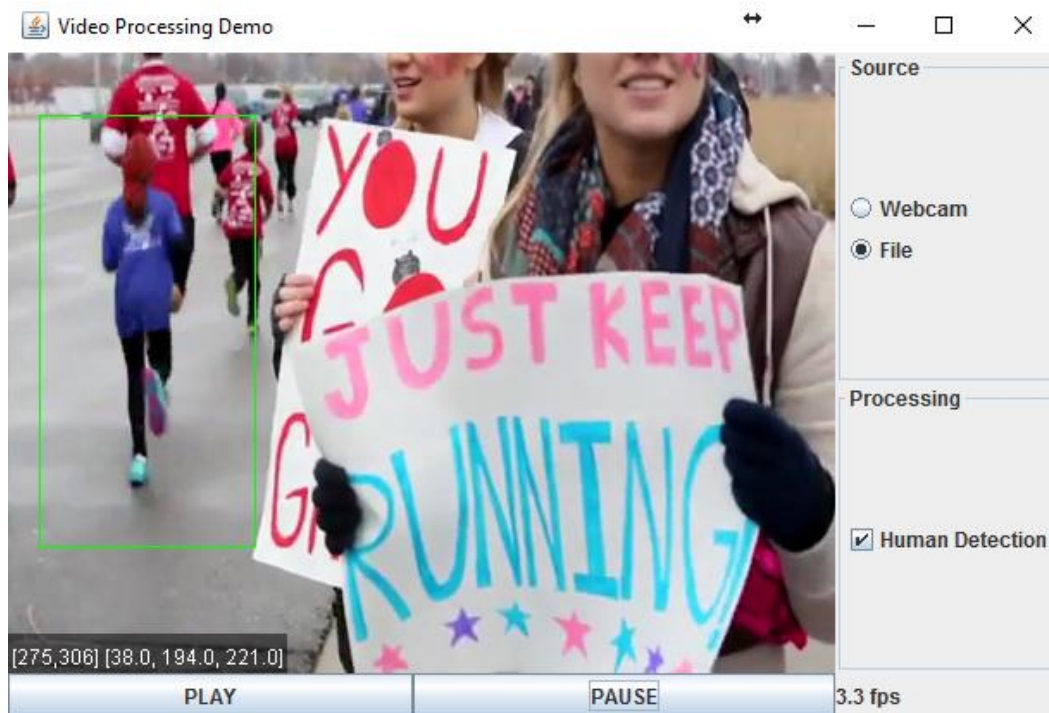 Video Processing Demo
Source
Webcam
File
Processing
Human Detection
YOU
GO
G
JUST KEEP
RUNNING!
[275,306] [38.0, 194.0, 221.0]
PLAY
PAUSE
3.3 fps